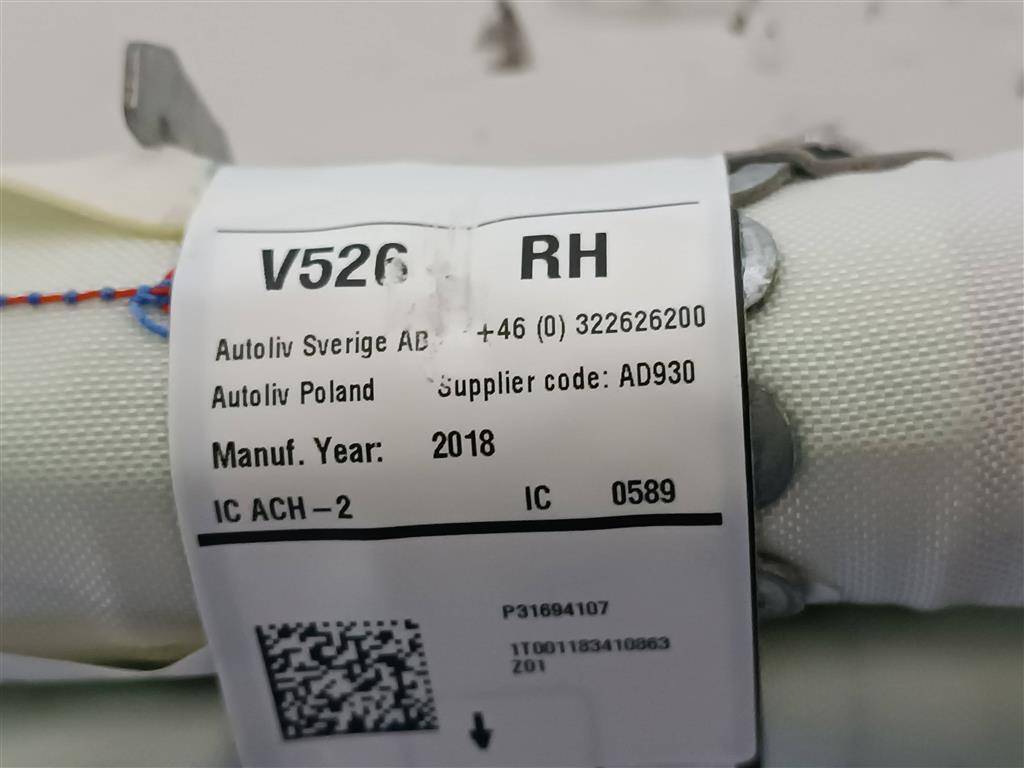 V526 RH
Autoliv Sverige AB +46 (0) 322626200
Autoliv Poland Supplier code: AD930
Manuf. Year: 2018
IC ACH-2 IC 0589
P31694107
1T001183410863
Z01